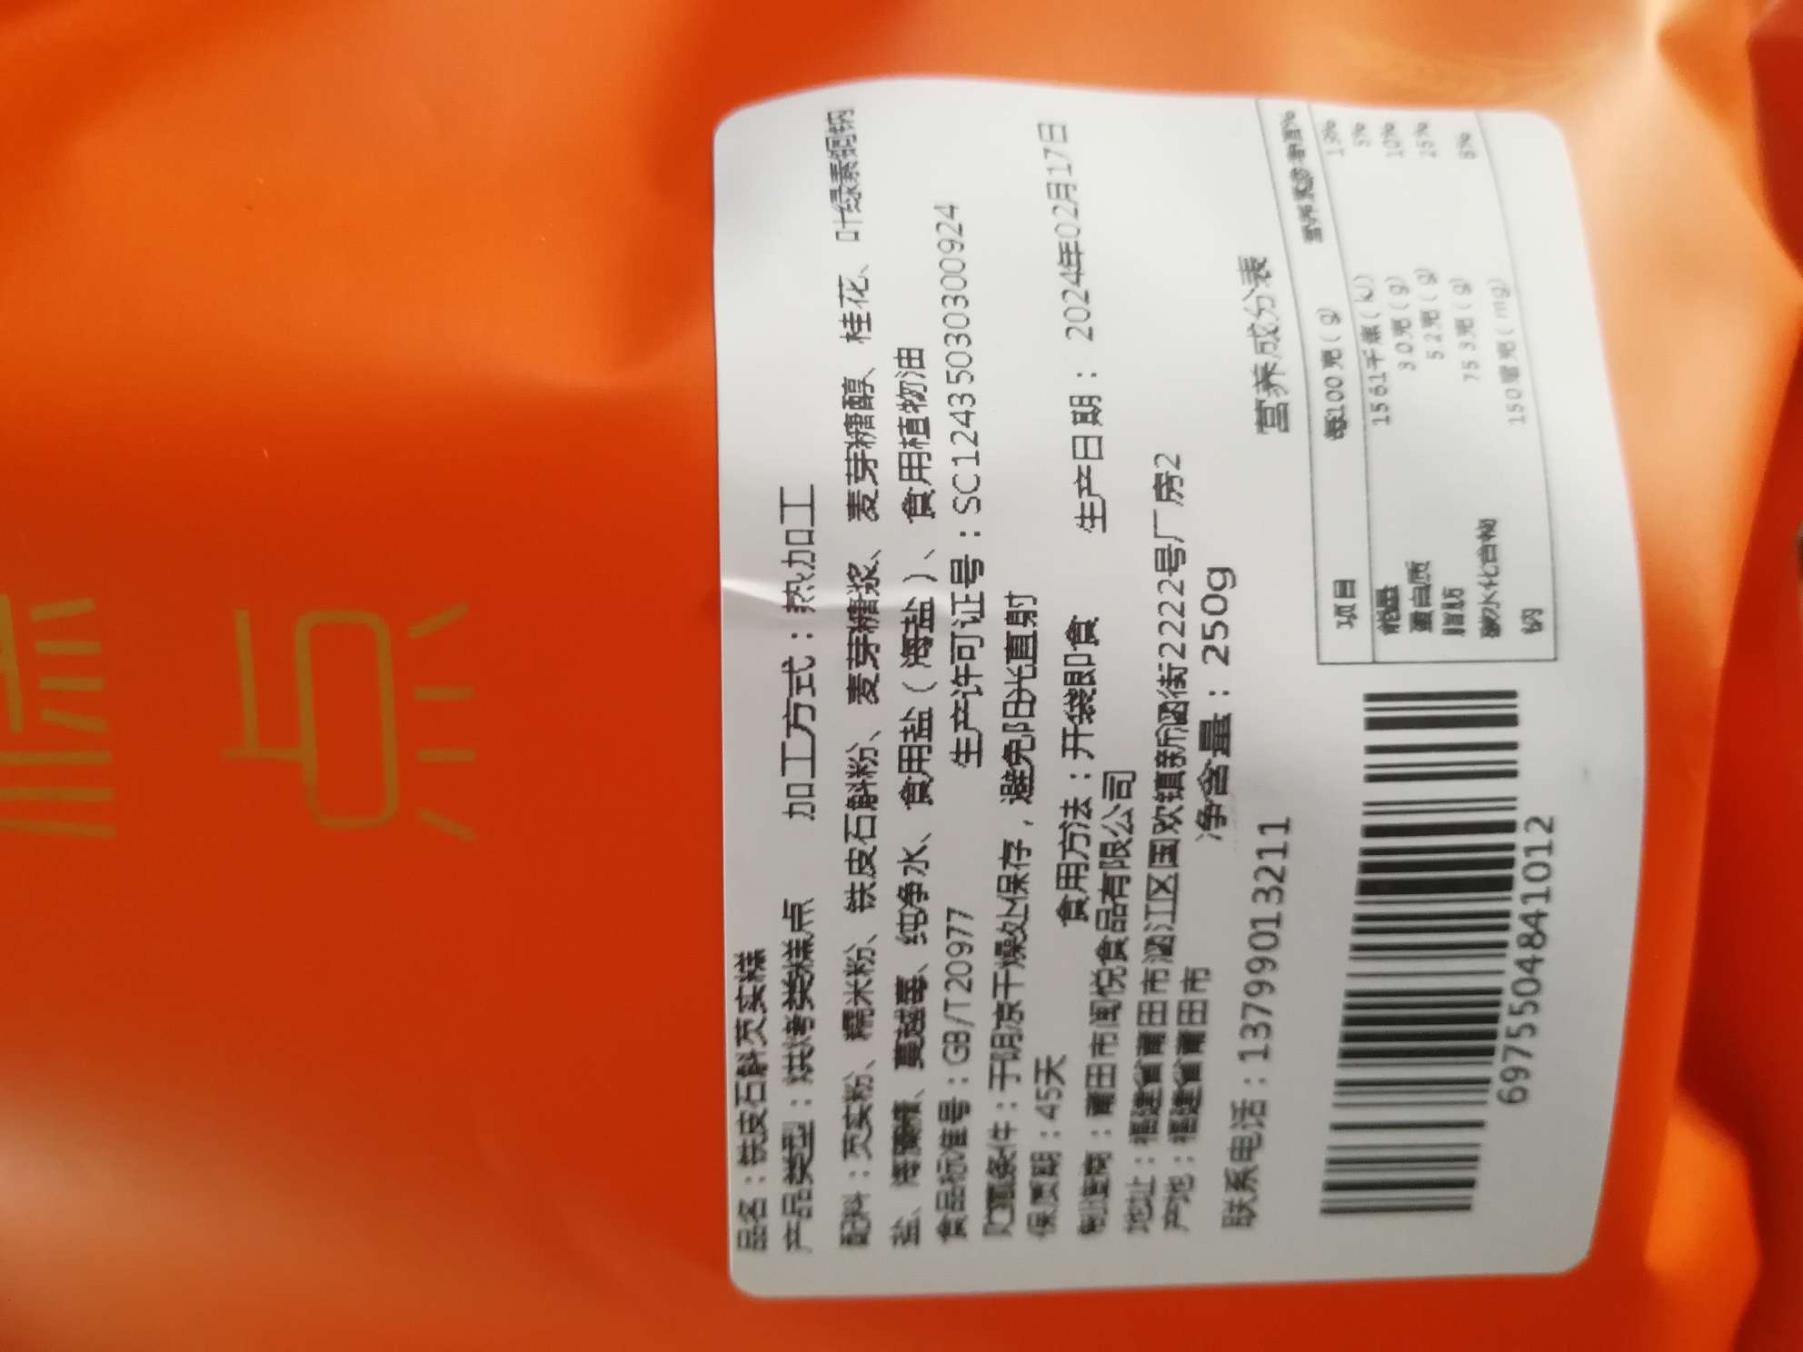 点
品名：铁皮石斛芡实糕
产品类型：烘烤类糕点 加工方式：热加工
配料：芡实粉、糯米粉、铁皮石斛粉、麦芽糖浆、麦芽糖醇、桂花、叶绿素铜钠
盐、海藻糖、蔓越莓、纯净水、食用盐（海盐）、食用植物油
食品标准号：GB/T20977 生产许可证号：SC12435030300924
贮藏条件：于阴凉干燥处保存，避免阳光直射
保质期：45天 食用方法：开袋即食 生产日期：2024年02月17日
制造商：莆田市闽悦食品有限公司
地址：福建省莆田市涵江区国欢镇新涵街2222号厂房2
产地：福建省莆田市 净含量：250g
联系电话：13799013211
营养成分表
项目 每100克(g) 营养素参考值%
能量 1561千焦(kJ) 19%
蛋白质 3.0克(g) 5%
脂肪 5.2克(g) 10%
碳水化合物 75.3克(g) 25%
钠 150毫克(mg) 8%
6975504841012